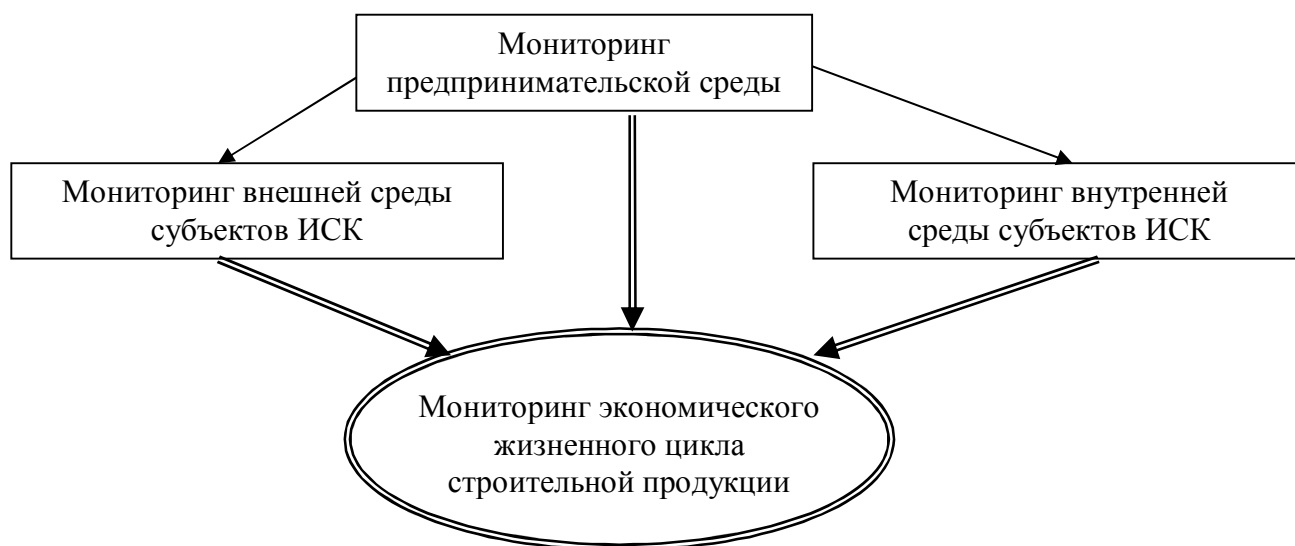 Мониторинг
предпринимательской среды
Мониторинг внешней среды
субъектов ИСК
Мониторинг внутренней
среды субъектов ИСК
Мониторинг экономического
жизненного цикла
строительной продукции